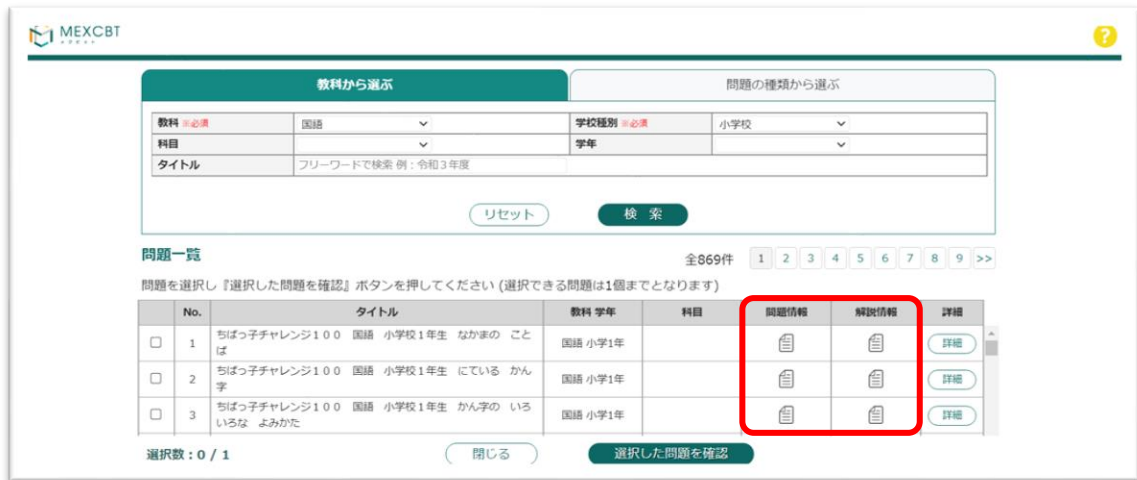 MEXCBT
メクビット
?
教科から選ぶ
問題の種類から選ぶ
教科 ※必須 国語 学校種別 ※必須 小学校
科目 学年
タイトル フリーワードで検索 例：令和３年度
リセット 検 索
問題一覧 全869件 1 2 3 4 5 6 7 8 9 >>
問題を選択し『選択した問題を確認』ボタンを押してください (選択できる問題は1個までとなります)
No. タイトル 教科 学年 科目 問題情報 解説情報 詳細
1 ちばっ子チャレンジ１００ 国語 小学校１年生 なかまの こと
ば 国語 小学1年 詳細
2 ちばっ子チャレンジ１００ 国語 小学校１年生 にている かん
字 国語 小学1年 詳細
3 ちばっ子チャレンジ１００ 国語 小学校１年生 かん字の いろ
いろな よみかた 国語 小学1年 詳細
選択数：0 / 1 閉じる 選択した問題を確認